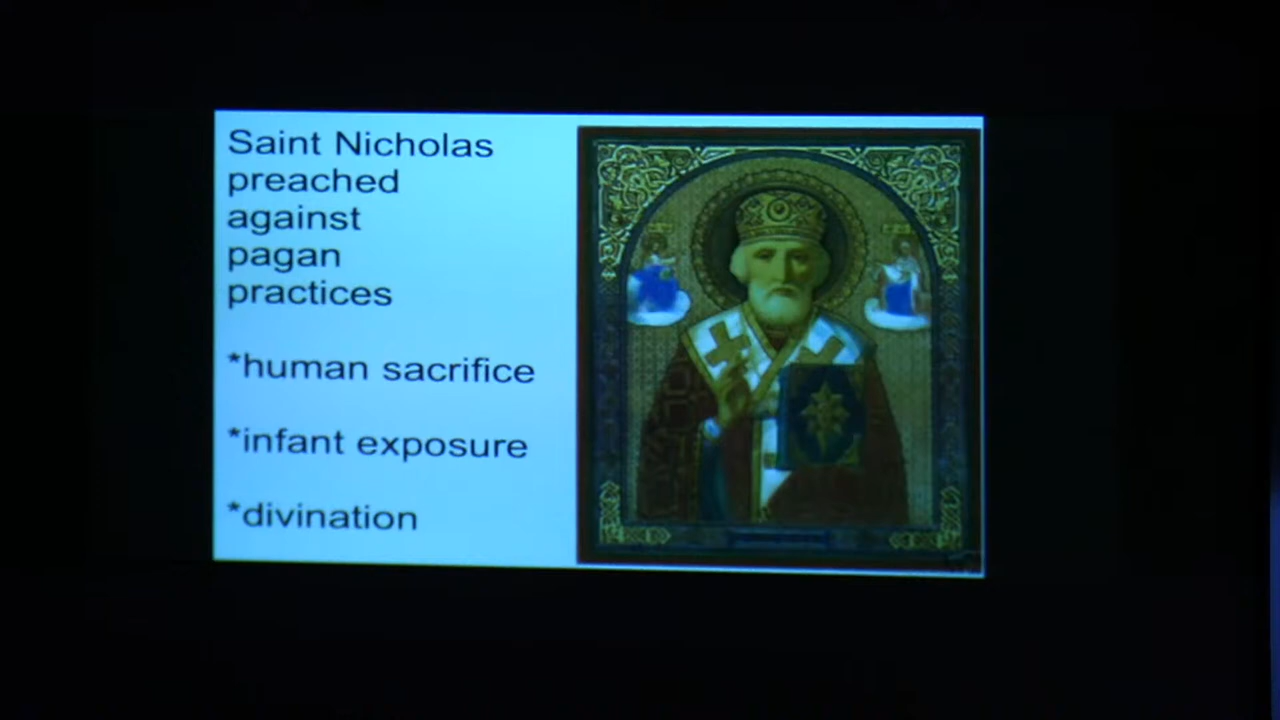 Saint Nicholas
preached
against
pagan
practices
*human sacrifice
*infant exposure
*divination